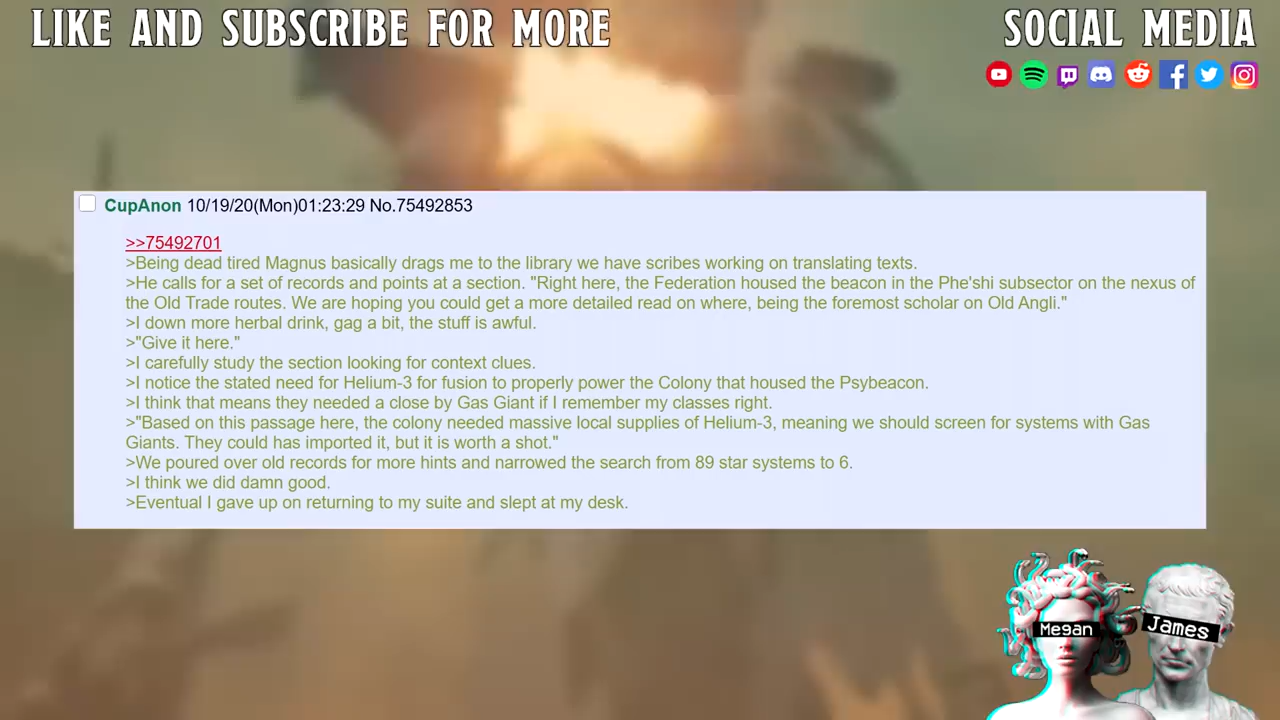 LIKE AND SUBSCRIBE FOR MORE
SOCIAL MEDIA
CupAnon 10/19/20(Mon)01:23:29 No.75492853
>>75492701
>Being dead tired Magnus basically drags me to the library we have scribes working on translating texts.
>He calls for a set of records and points at a section. "Right here, the Federation housed the beacon in the Phe'shi subsector on the nexus of
the Old Trade routes. We are hoping you could get a more detailed read on where, being the foremost scholar on Old Angli."
>I down more herbal drink, gag a bit, the stuff is awful.
>"Give it here."
>I carefully study the section looking for context clues.
>I notice the stated need for Helium-3 for fusion to properly power the Colony that housed the Psybeacon.
>I think that means they needed a close by Gas Giant if I remember my classes right.
>"Based on this passage here, the colony needed massive local supplies of Helium-3, meaning we should screen for systems with Gas
Giants. They could has imported it, but it is worth a shot."
>We poured over old records for more hints and narrowed the search from 89 star systems to 6.
>I think we did damn good.
>Eventual I gave up on returning to my suite and slept at my desk.
Megan
James